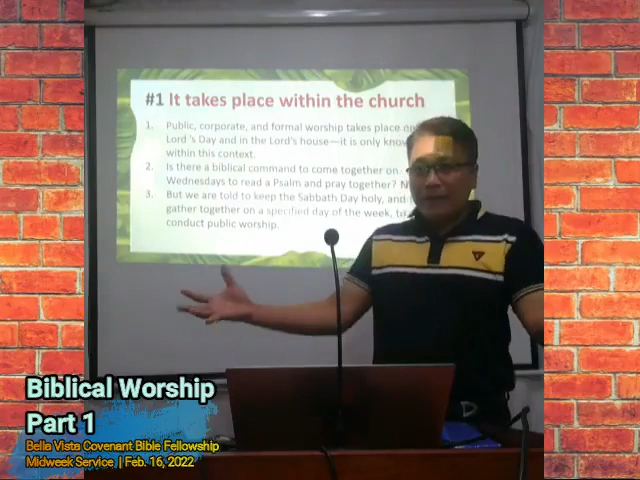 #1 It takes place within the church
1. Public, corporate, and formal worship takes place on
Lord 's Day and in the Lord's house—it is only
within this context.
2. Is there a biblical command to come together on
Wednesdays to read a Psalm and pray together?
3. But we are told to keep the Sabbath Day holy, and
gather together on a specified day of the week,
conduct public worship.
Biblical Worship
Part 1
Bella Vista Covenant Bible Fellowship
Midweek Service | Feb. 16, 2022